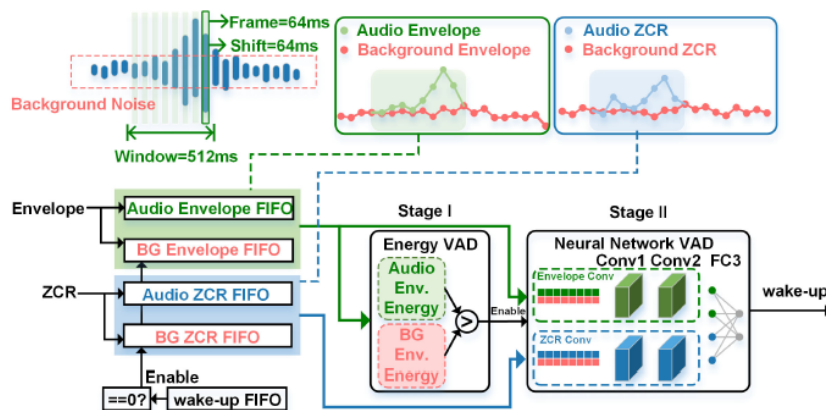 Frame=64ms
Shift=64ms
Background Noise
Window=512ms
Audio Envelope
Background Envelope
Audio ZCR
Background ZCR
Envelope
Audio Envelope FIFO
BG Envelope FIFO
ZCR
Audio ZCR FIFO
BG ZCR FIFO
Enable
==0?
wake-up FIFO
Stage I
Energy VAD
Audio
Env.
Energy
>
BG
Env.
Energy
Enable
Stage II
Neural Network VAD
Conv1 Conv2 FC3
Envelope Conv
ZCR Conv
wake-up